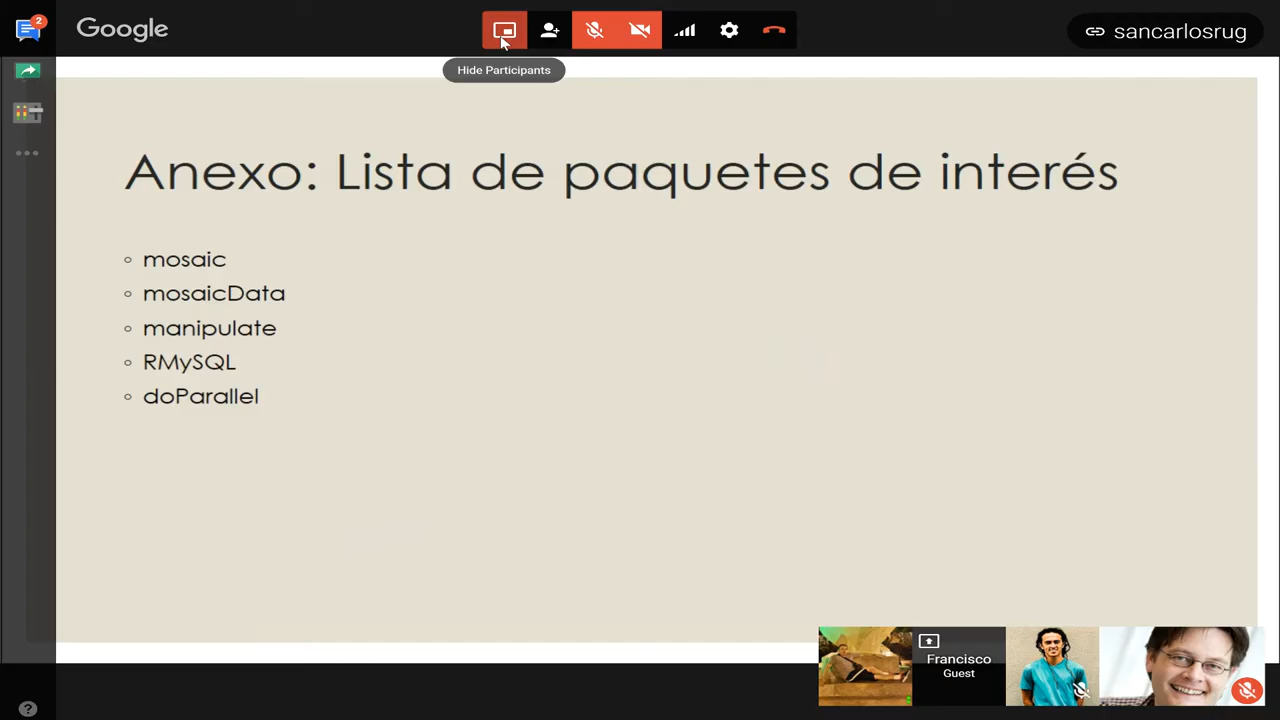 2
Google
sancarlosrug
Hide Participants
Anexo: Lista de paquetes de interés
mosaic
mosaicData
manipulate
RMySQL
doParallel
Francisco
Guest
?